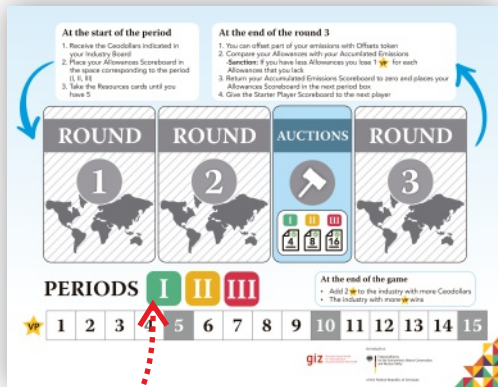 At the start of the period
1. Receive the Geodollars indicated in
your Industry Board
2. Place your Allowances Scoreboard in
the space corresponding to the period
(I, II, III)
3. Take the Resources cards until you
have 5
At the end of the round 3
1. You can offset part of your emissions with Offsets token
2. Compare your Allowances with your Accumulated Emissions
-Sanction: If you have less Allowances you lose 1 VP for each
Allowances that you lack
3. Return your Accumulated Emissions Scoreboard to zero and places your
Allowances Scoreboard in the next period box
4. Give the Starter Player Scoreboard to the next player
ROUND
1
ROUND
2
AUCTIONS
I II III
4 8 16
ROUND
3
PERIODS I II III
At the end of the game
• Add 2 VP to the industry with more Geodollars
• The industry with more VP wins
VP 1 2 3 4 5 6 7 8 9 10 11 12 13 14 15
giz